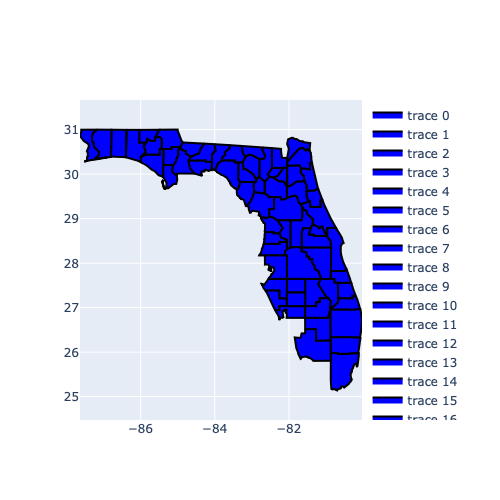 31
30
29
28
27
26
25
−86
−84
−82
trace 0
trace 1
trace 2
trace 3
trace 4
trace 5
trace 6
trace 7
trace 8
trace 9
trace 10
trace 11
trace 12
trace 13
trace 14
trace 15
trace 16